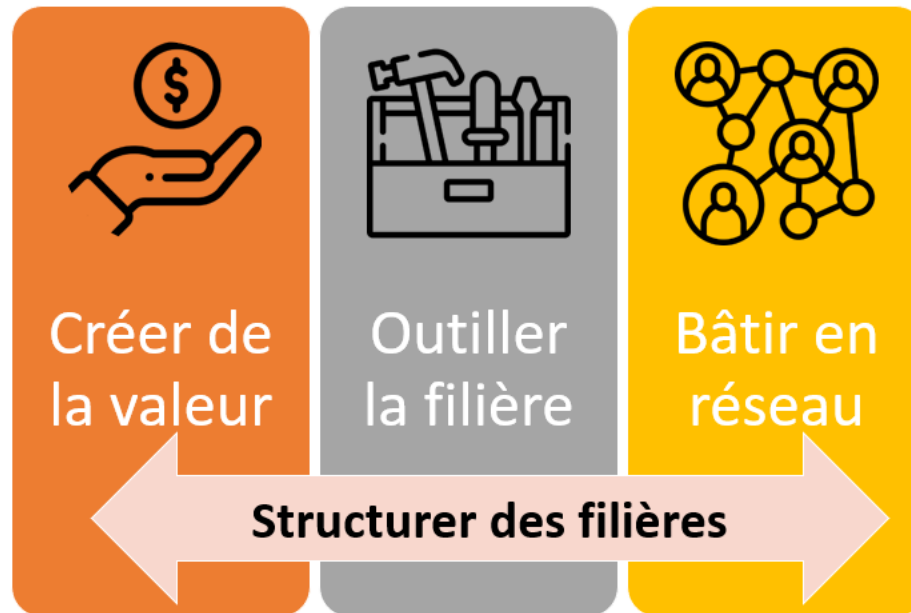 $
Créer de
la valeur
Outiller
la filière
Bâtir en
réseau
Structurer des filières